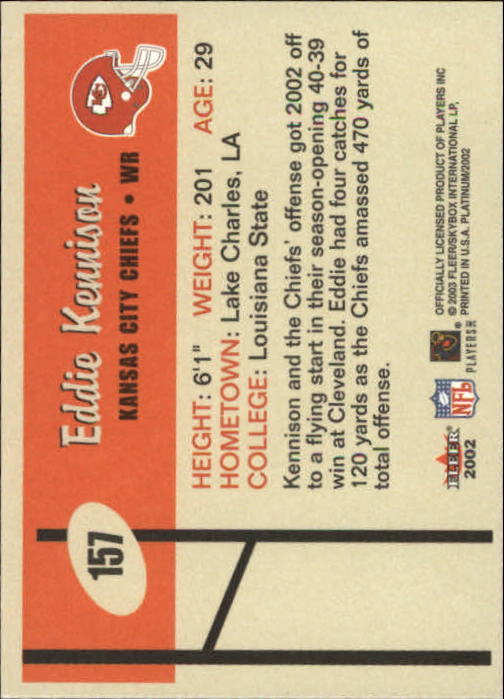 157
Eddie Kennison
KANSAS CITY CHIEFS • WR
HEIGHT: 6'1" WEIGHT: 201 AGE: 29
HOMETOWN: Lake Charles, LA
COLLEGE: Louisiana State
Kennison and the Chiefs' offense got 2002 off
to a flying start in their season-opening 40-39
win at Cleveland. Eddie had four catches for
120 yards as the Chiefs amassed 470 yards of
total offense.
FLEER®
2002
NFL
PLAYERS INC
OFFICIALLY LICENSED PRODUCT OF PLAYERS INC
© 2003 FLEER/SKYBOX INTERNATIONAL LP,
PRINTED IN U.S.A. PLATINUM/2002